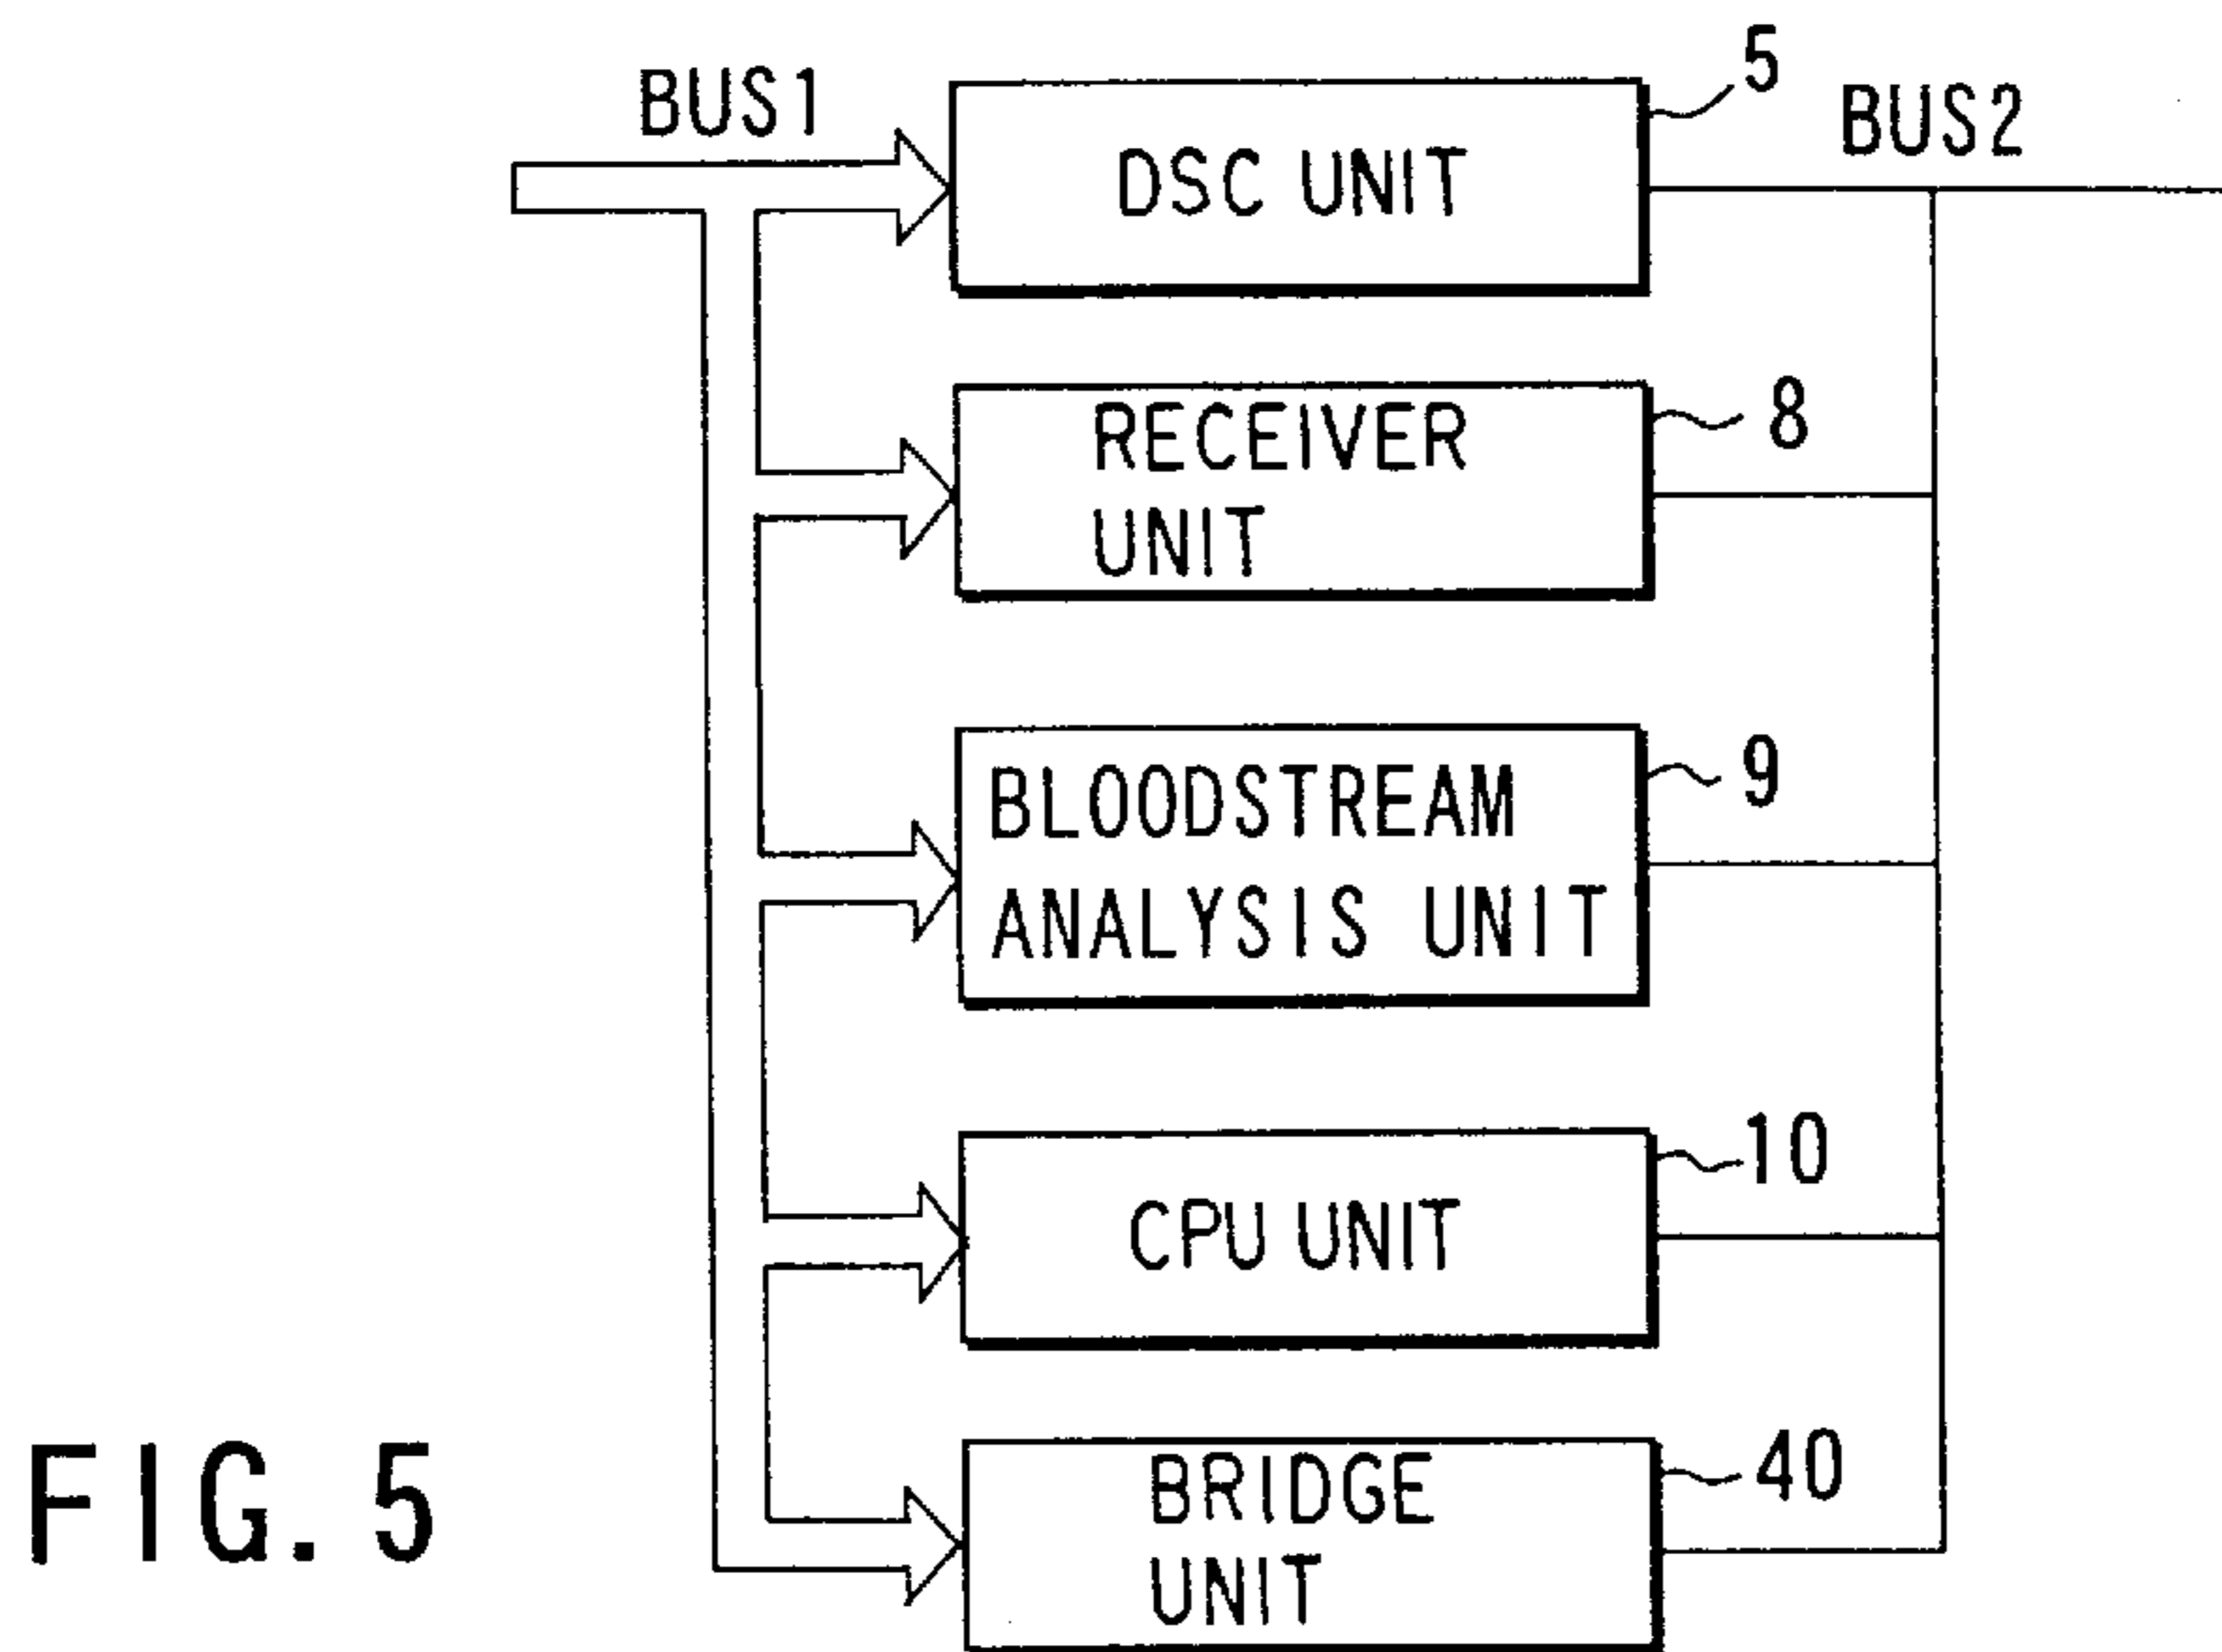 BUS1
5
BUS2
DSC UNIT
8
RECEIVER
UNIT
9
BLOODSTREAM
ANALYSIS UNIT
10
CPU UNIT
40
BRIDGE
UNIT
FIG. 5